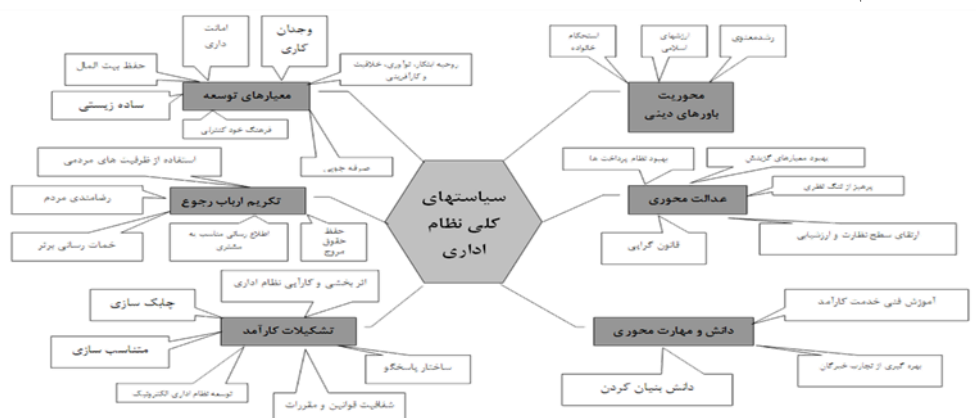 سیاستهای
کلی نظام
اداری
محوریت
باورهای دینی
رشدمعنوی
ارزشهای
اسلامی
استحکام
خانواده
عدالت محوری
بهبود نظام پرداخت ها
بهبود معیارهای گزینش
پرهیز از تنگ نظری
ارتقای سطح نظارت و ارزشیابی
قانون گرایی
دانش و مهارت محوری
آموزش فنی خدمت کارآمد
بهره گیری از تجارب خبرگان
دانش بنیان کردن
معیارهای توسعه
وجدان
کاری
امانت
داری
روحیه ابتکار، نوآوری، خلاقیت
و کارآفرینی
حفظ بیت المال
ساده زیستی
فرهنگ خود کنترلی
صرفه جویی
تکریم ارباب رجوع
استفاده از ظرفیت های مردمی
رضامندی مردم
خمات رسانی برتر
اطلاع رسانی متناسب به
مشتری
حفظ
حقوق
مروج
تشکیلات کارآمد
اثر بخشی و کارآیی نظام اداری
چابک سازی
متناسب سازی
توسعه نظام اداری الکترونیک
شفافیت قوانین و مقررات
ساختار پاسخگو